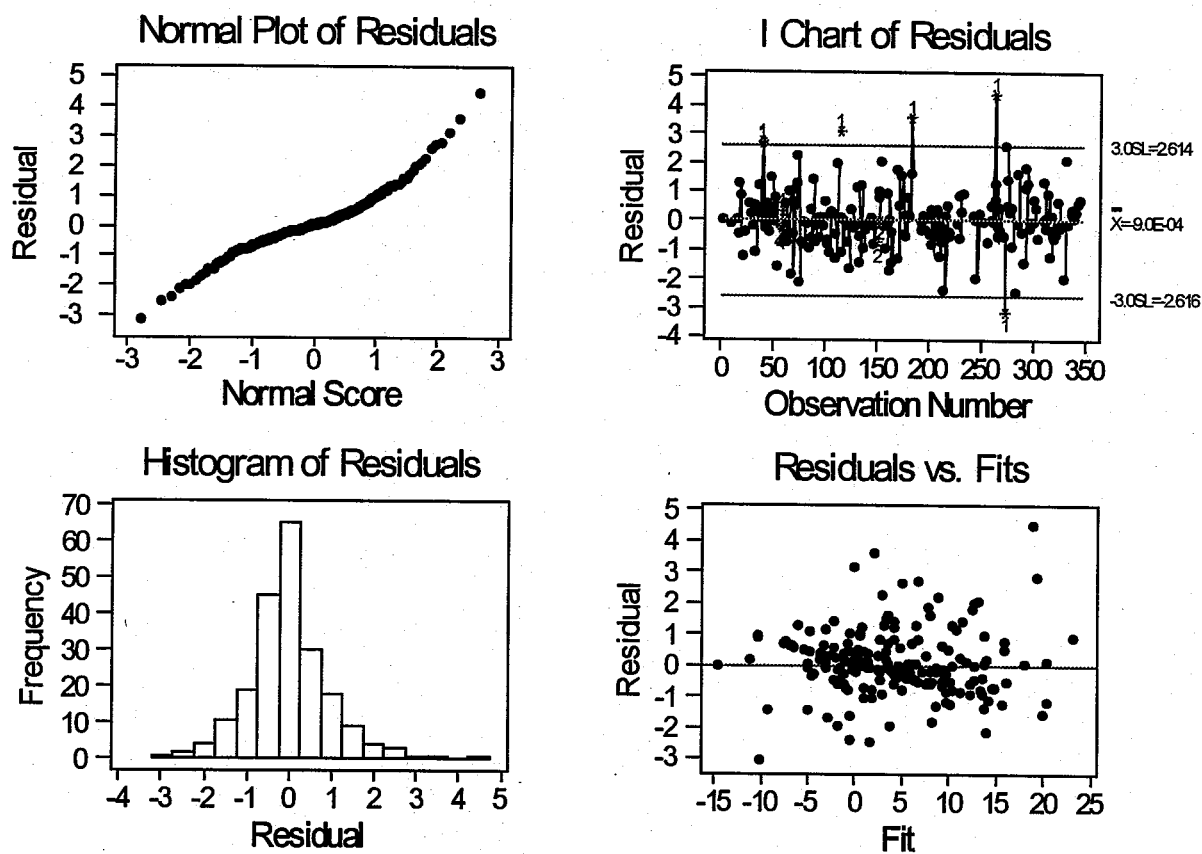 Normal Plot of Residuals
5
4
3
2
1
0
-1
-2
-3
Residual
-3 -2 -1 0 1 2 3
Normal Score
I Chart of Residuals
5
4
3
2
1
0
-1
-2
-3
-4
Residual
1
1
1
1
2
1
3.0SL=2.614
X=-9.0E-04
-3.0SL=-2.616
0 50 100 150 200 250 300 350
Observation Number
Histogram of Residuals
70
60
50
40
30
20
10
0
Frequency
-4 -3 -2 -1 0 1 2 3 4 5
Residual
Residuals vs. Fits
5
4
3
2
1
0
-1
-2
-3
Residual
-15 -10 -5 0 5 10 15 20 25
Fit